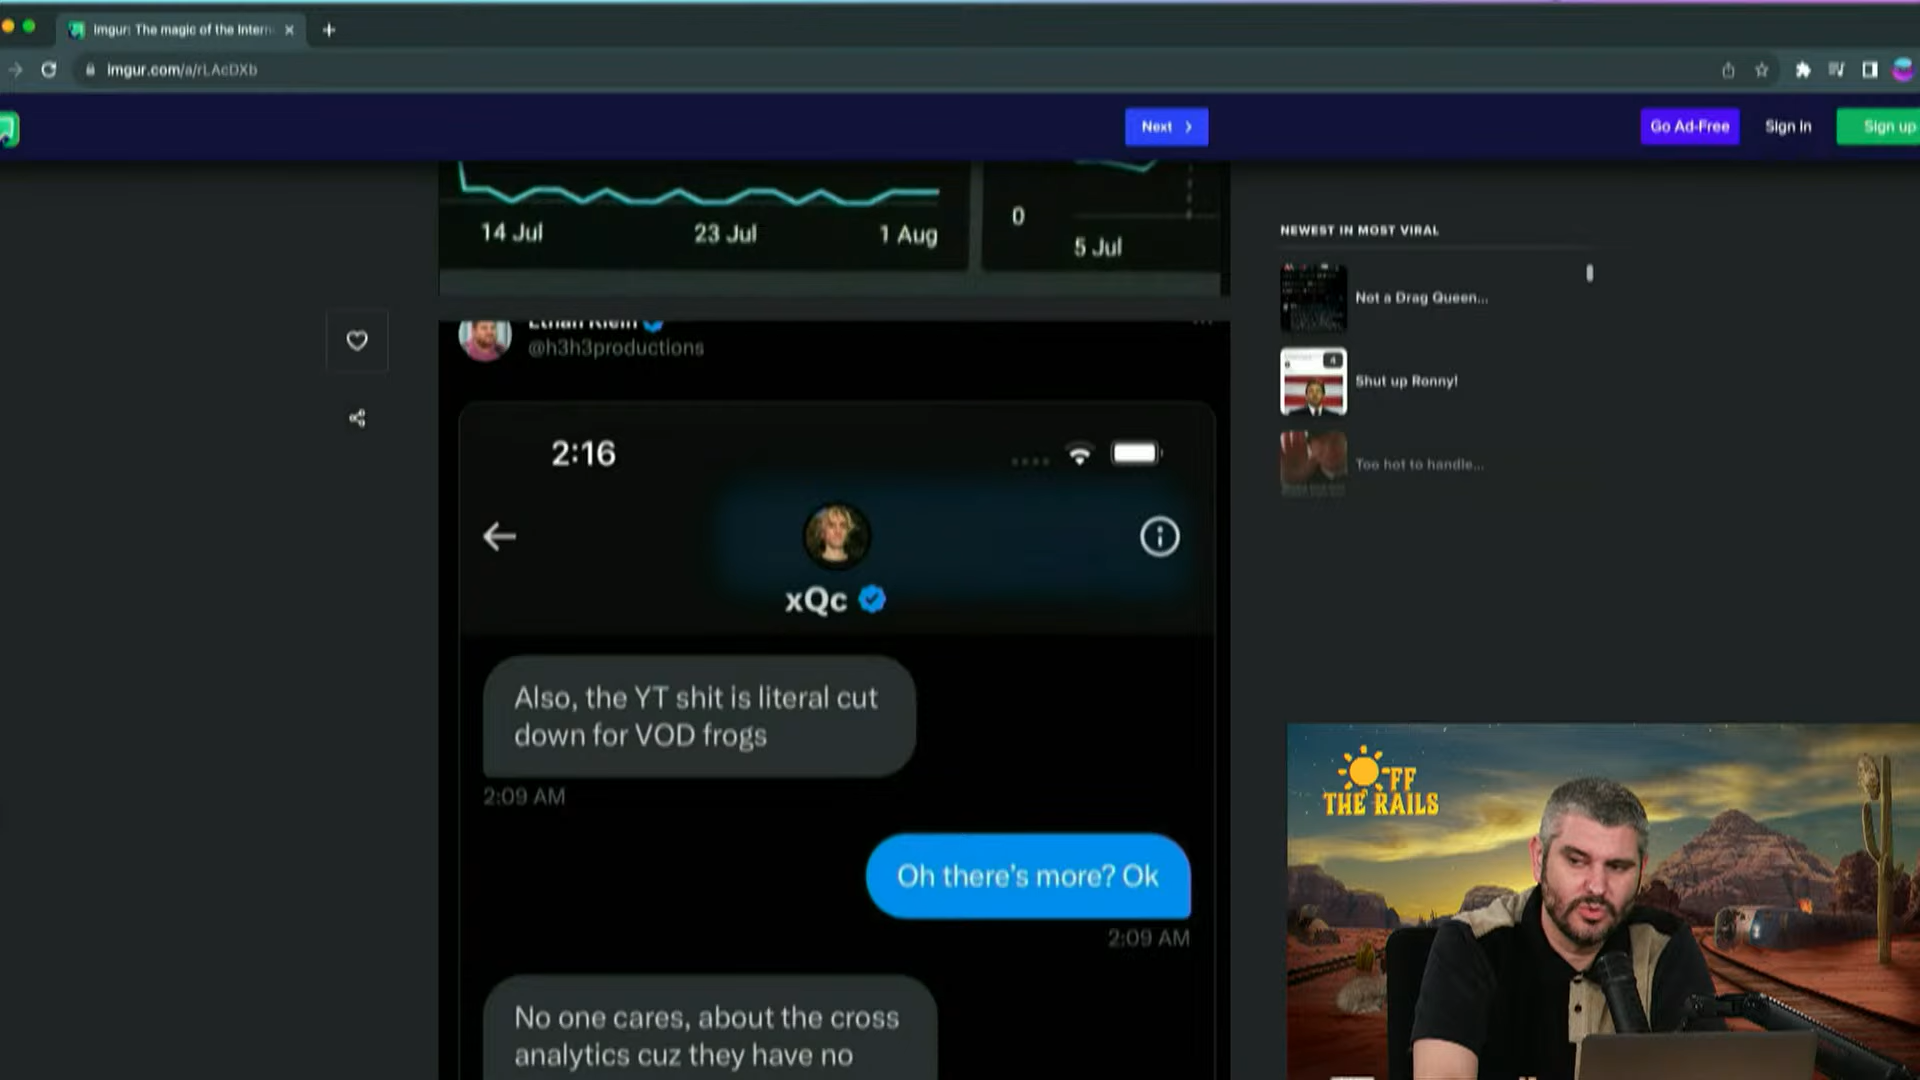 Imgur: The magic of the Intern
imgur.com/a/rLAcDXb
Next
Go Ad-Free
Sign in
Sign up
14 Jul
23 Jul
1 Aug
0
5 Jul
NEWEST IN MOST VIRAL
Not a Drag Queen...
Shut up Ronny!
Too hot to handle...
Ethan Klein
@h3h3productions
2:16
xQc
Also, the YT shit is literal cut
down for VOD frogs
2:09 AM
Oh there's more? Ok
2:09 AM
No one cares, about the cross
analytics cuz they have no
OFF
THE RAILS